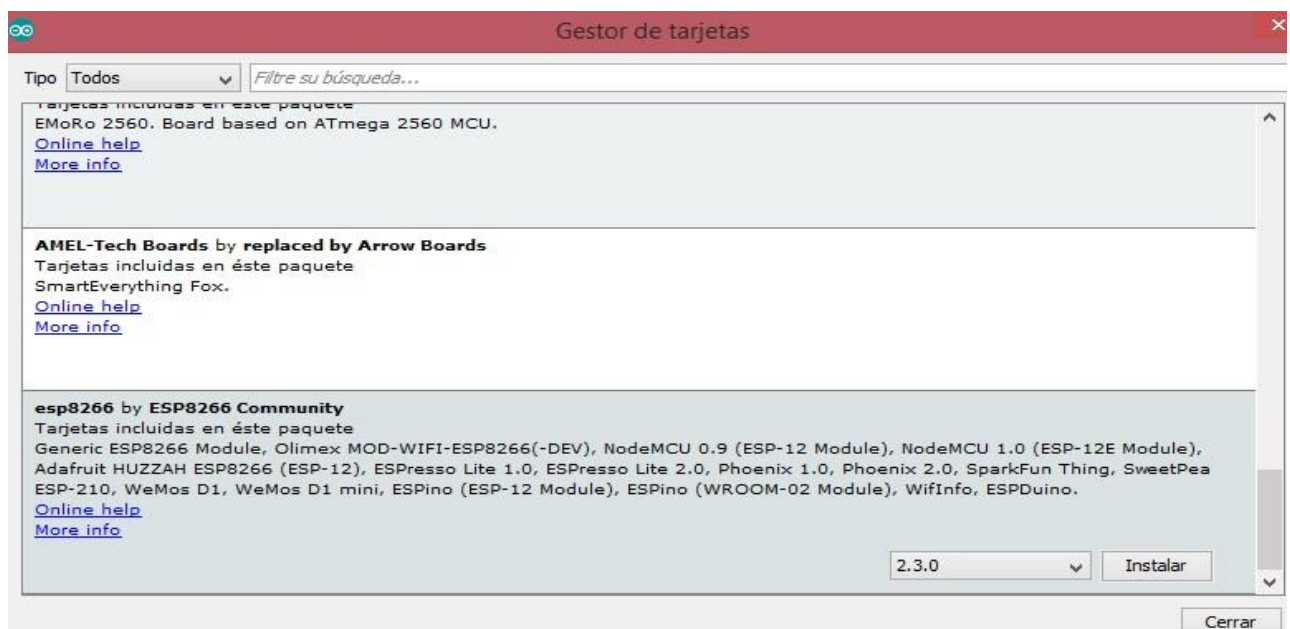 Gestor de tarjetas
Tipo Todos Filtre su búsqueda...
Tarjetas incluidas en éste paquete
EMoRo 2560. Board based on ATmega 2560 MCU.
Online help
More info
AMEL-Tech Boards by replaced by Arrow Boards
Tarjetas incluidas en éste paquete
SmartEverything Fox.
Online help
More info
esp8266 by ESP8266 Community
Tarjetas incluidas en éste paquete
Generic ESP8266 Module, Olimex MOD-WIFI-ESP8266(-DEV), NodeMCU 0.9 (ESP-12 Module), NodeMCU 1.0 (ESP-12E Module),
Adafruit HUZZAH ESP8266 (ESP-12), ESPresso Lite 1.0, ESPresso Lite 2.0, Phoenix 1.0, Phoenix 2.0, SparkFun Thing, SweetPea
ESP-210, WeMos D1, WeMos D1 mini, ESPino (ESP-12 Module), ESPino (WROOM-02 Module), WifInfo, ESPDuino.
Online help
More info
2.3.0 Instalar
Cerrar